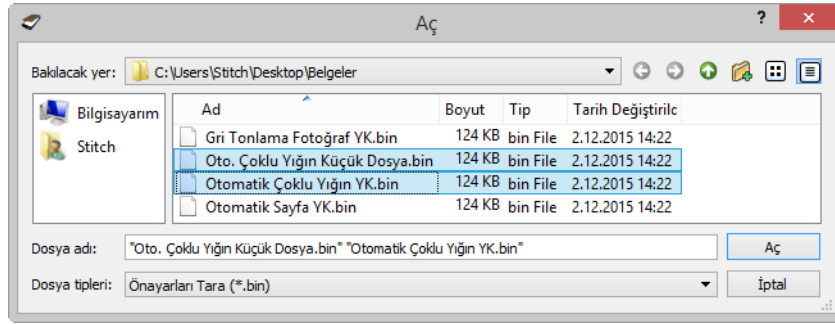 Aç
?
Bakılacak yer: C:\Users\Stitch\Desktop\Belgeler
Bilgisayarım
Stitch
Ad Boyut Tip Tarih Değiştirilc
Gri Tonlama Fotoğraf YK.bin 124 KB bin File 2.12.2015 14:22
Oto. Çoklu Yığın Küçük Dosya.bin 124 KB bin File 2.12.2015 14:22
Otomatik Çoklu Yığın YK.bin 124 KB bin File 2.12.2015 14:22
Otomatik Sayfa YK.bin 124 KB bin File 2.12.2015 14:22
Dosya adı: "Oto. Çoklu Yığın Küçük Dosya.bin" "Otomatik Çoklu Yığın YK.bin" Aç
Dosya tipleri: Önayarları Tara (*.bin) İptal